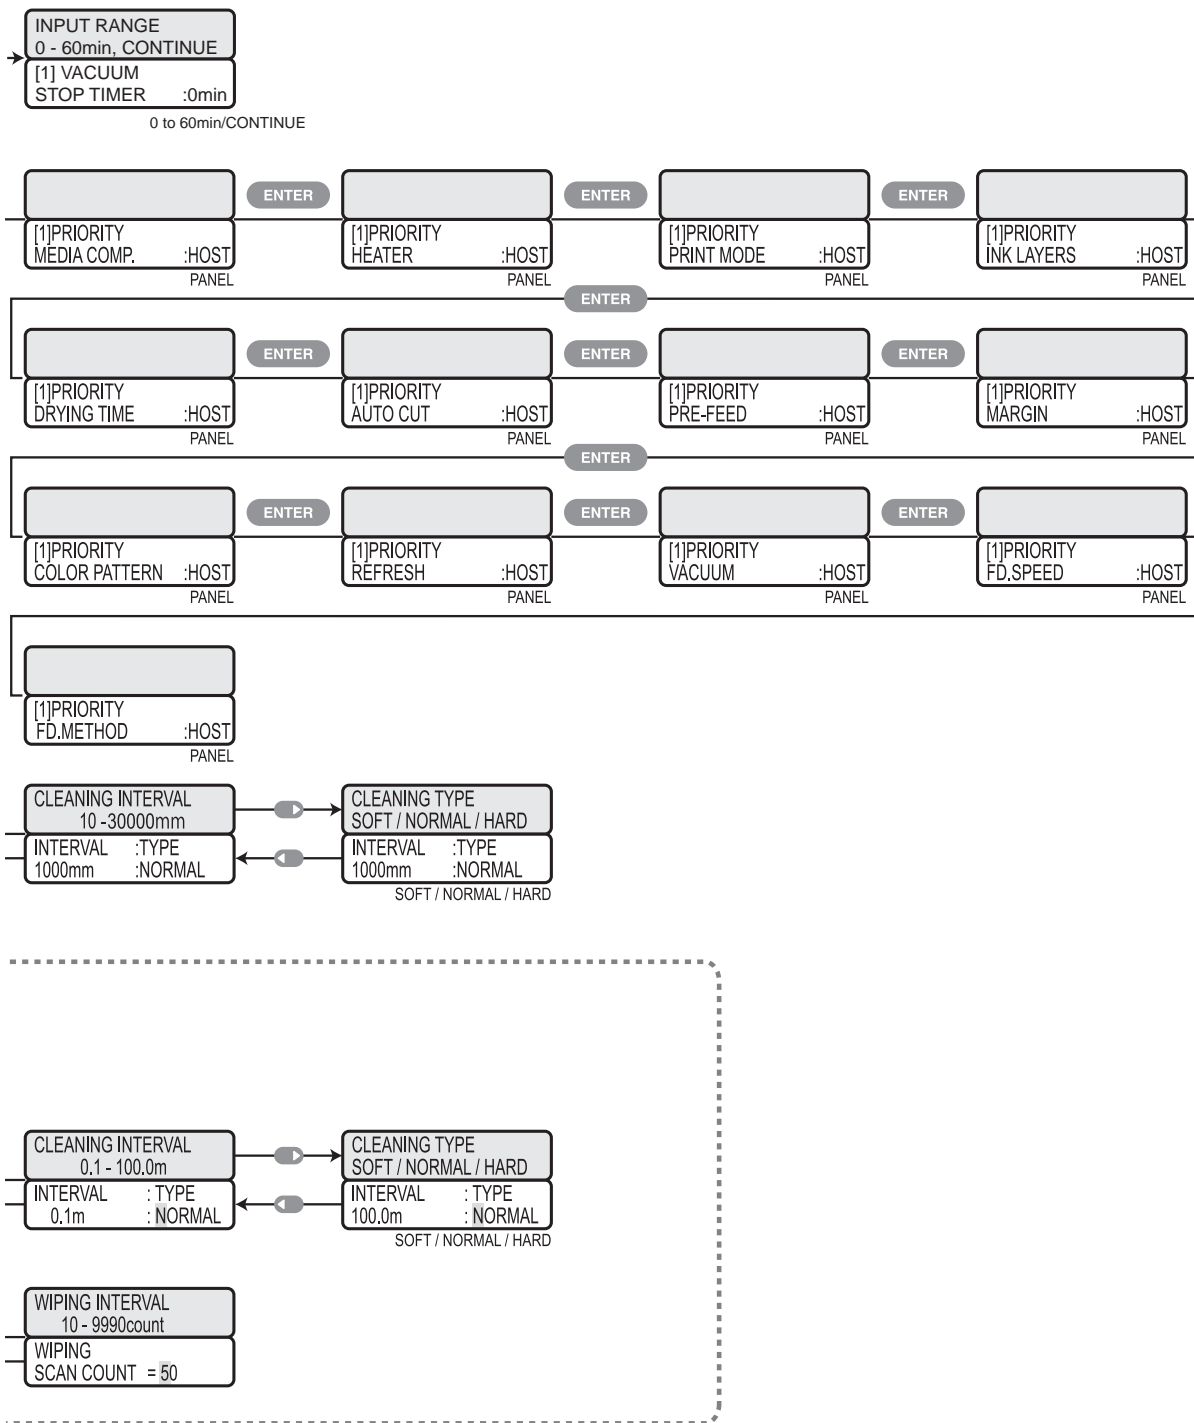 INPUT RANGE
0 - 60min, CONTINUE
[1] VACUUM
STOP TIMER :0min
0 to 60min/CONTINUE
ENTER ENTER ENTER
[1]PRIORITY [1]PRIORITY [1]PRIORITY [1]PRIORITY
MEDIA COMP. :HOST HEATER :HOST PRINT MODE :HOST INK LAYERS :HOST
PANEL PANEL PANEL PANEL
ENTER
ENTER ENTER ENTER
[1]PRIORITY [1]PRIORITY [1]PRIORITY [1]PRIORITY
DRYING TIME :HOST AUTO CUT :HOST PRE-FEED :HOST MARGIN :HOST
PANEL PANEL PANEL PANEL
ENTER
ENTER ENTER ENTER
[1]PRIORITY [1]PRIORITY [1]PRIORITY [1]PRIORITY
COLOR PATTERN :HOST REFRESH :HOST VACUUM :HOST FD.SPEED :HOST
PANEL PANEL PANEL PANEL
[1]PRIORITY
FD.METHOD :HOST
PANEL
CLEANING INTERVAL CLEANING TYPE
10 -30000mm SOFT / NORMAL / HARD
INTERVAL :TYPE INTERVAL :TYPE
1000mm :NORMAL 1000mm :NORMAL
SOFT / NORMAL / HARD
CLEANING INTERVAL CLEANING TYPE
0.1 - 100.0m SOFT / NORMAL / HARD
INTERVAL : TYPE INTERVAL : TYPE
0.1m : NORMAL 100.0m : NORMAL
SOFT / NORMAL / HARD
WIPING INTERVAL
10 - 9990count
WIPING
SCAN COUNT = 50